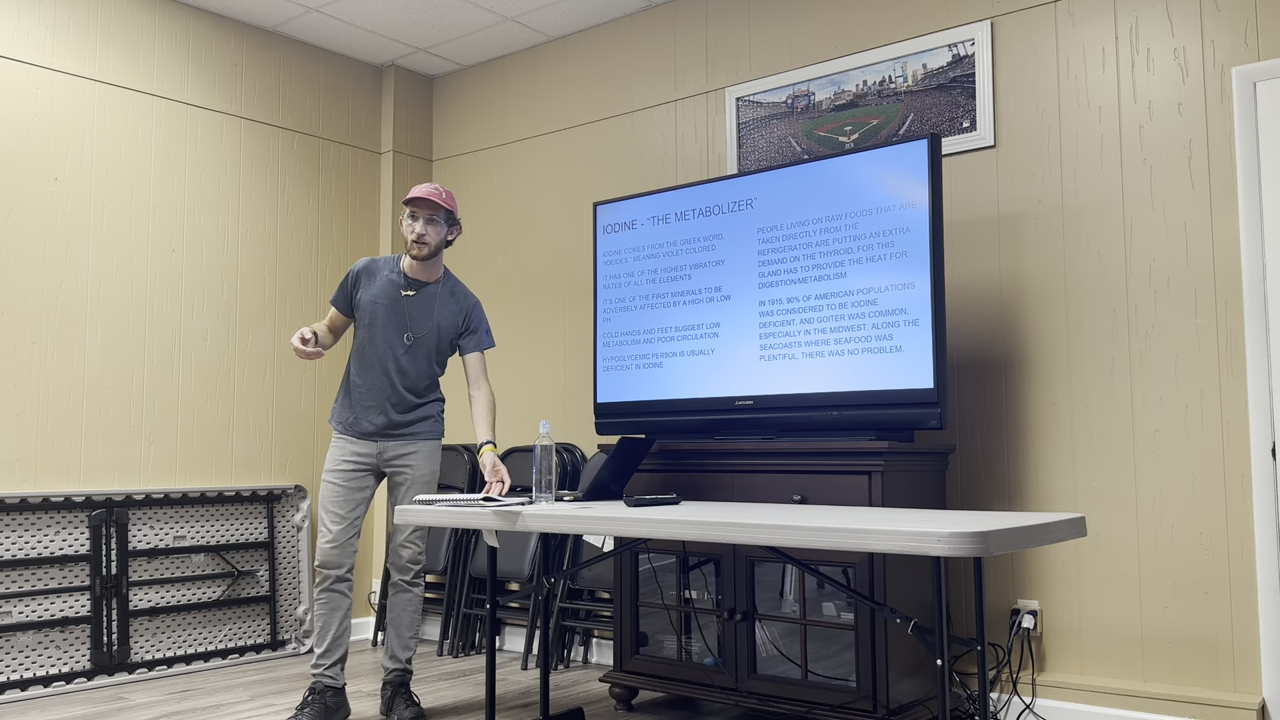 IODINE - "THE METABOLIZER"
IODINE COMES FROM THE GREEK WORD,
"IOEIDES," MEANING VIOLET COLORED
IT HAS ONE OF THE HIGHEST VIBRATORY
RATES OF ALL THE ELEMENTS
IT'S ONE OF THE FIRST MINERALS TO BE
ADVERSELY AFFECTED BY A HIGH OR LOW
PH
COLD HANDS AND FEET SUGGEST LOW
METABOLISM AND POOR CIRCULATION
HYPOGLYCEMIC PERSON IS USUALLY
DEFICIENT IN IODINE
PEOPLE LIVING ON RAW FOODS THAT ARE
TAKEN DIRECTLY FROM THE
REFRIGERATOR ARE PUTTING AN EXTRA
DEMAND ON THE THYROID, FOR THIS
GLAND HAS TO PROVIDE THE HEAT FOR
DIGESTION/METABOLISM
IN 1915, 90% OF AMERICAN POPULATIONS
WAS CONSIDERED TO BE IODINE
DEFICIENT, AND GOITER WAS COMMON,
ESPECIALLY IN THE MIDWEST. ALONG THE
SEACOASTS WHERE SEAFOOD WAS
PLENTIFUL, THERE WAS NO PROBLEM.
MITSUBISHI